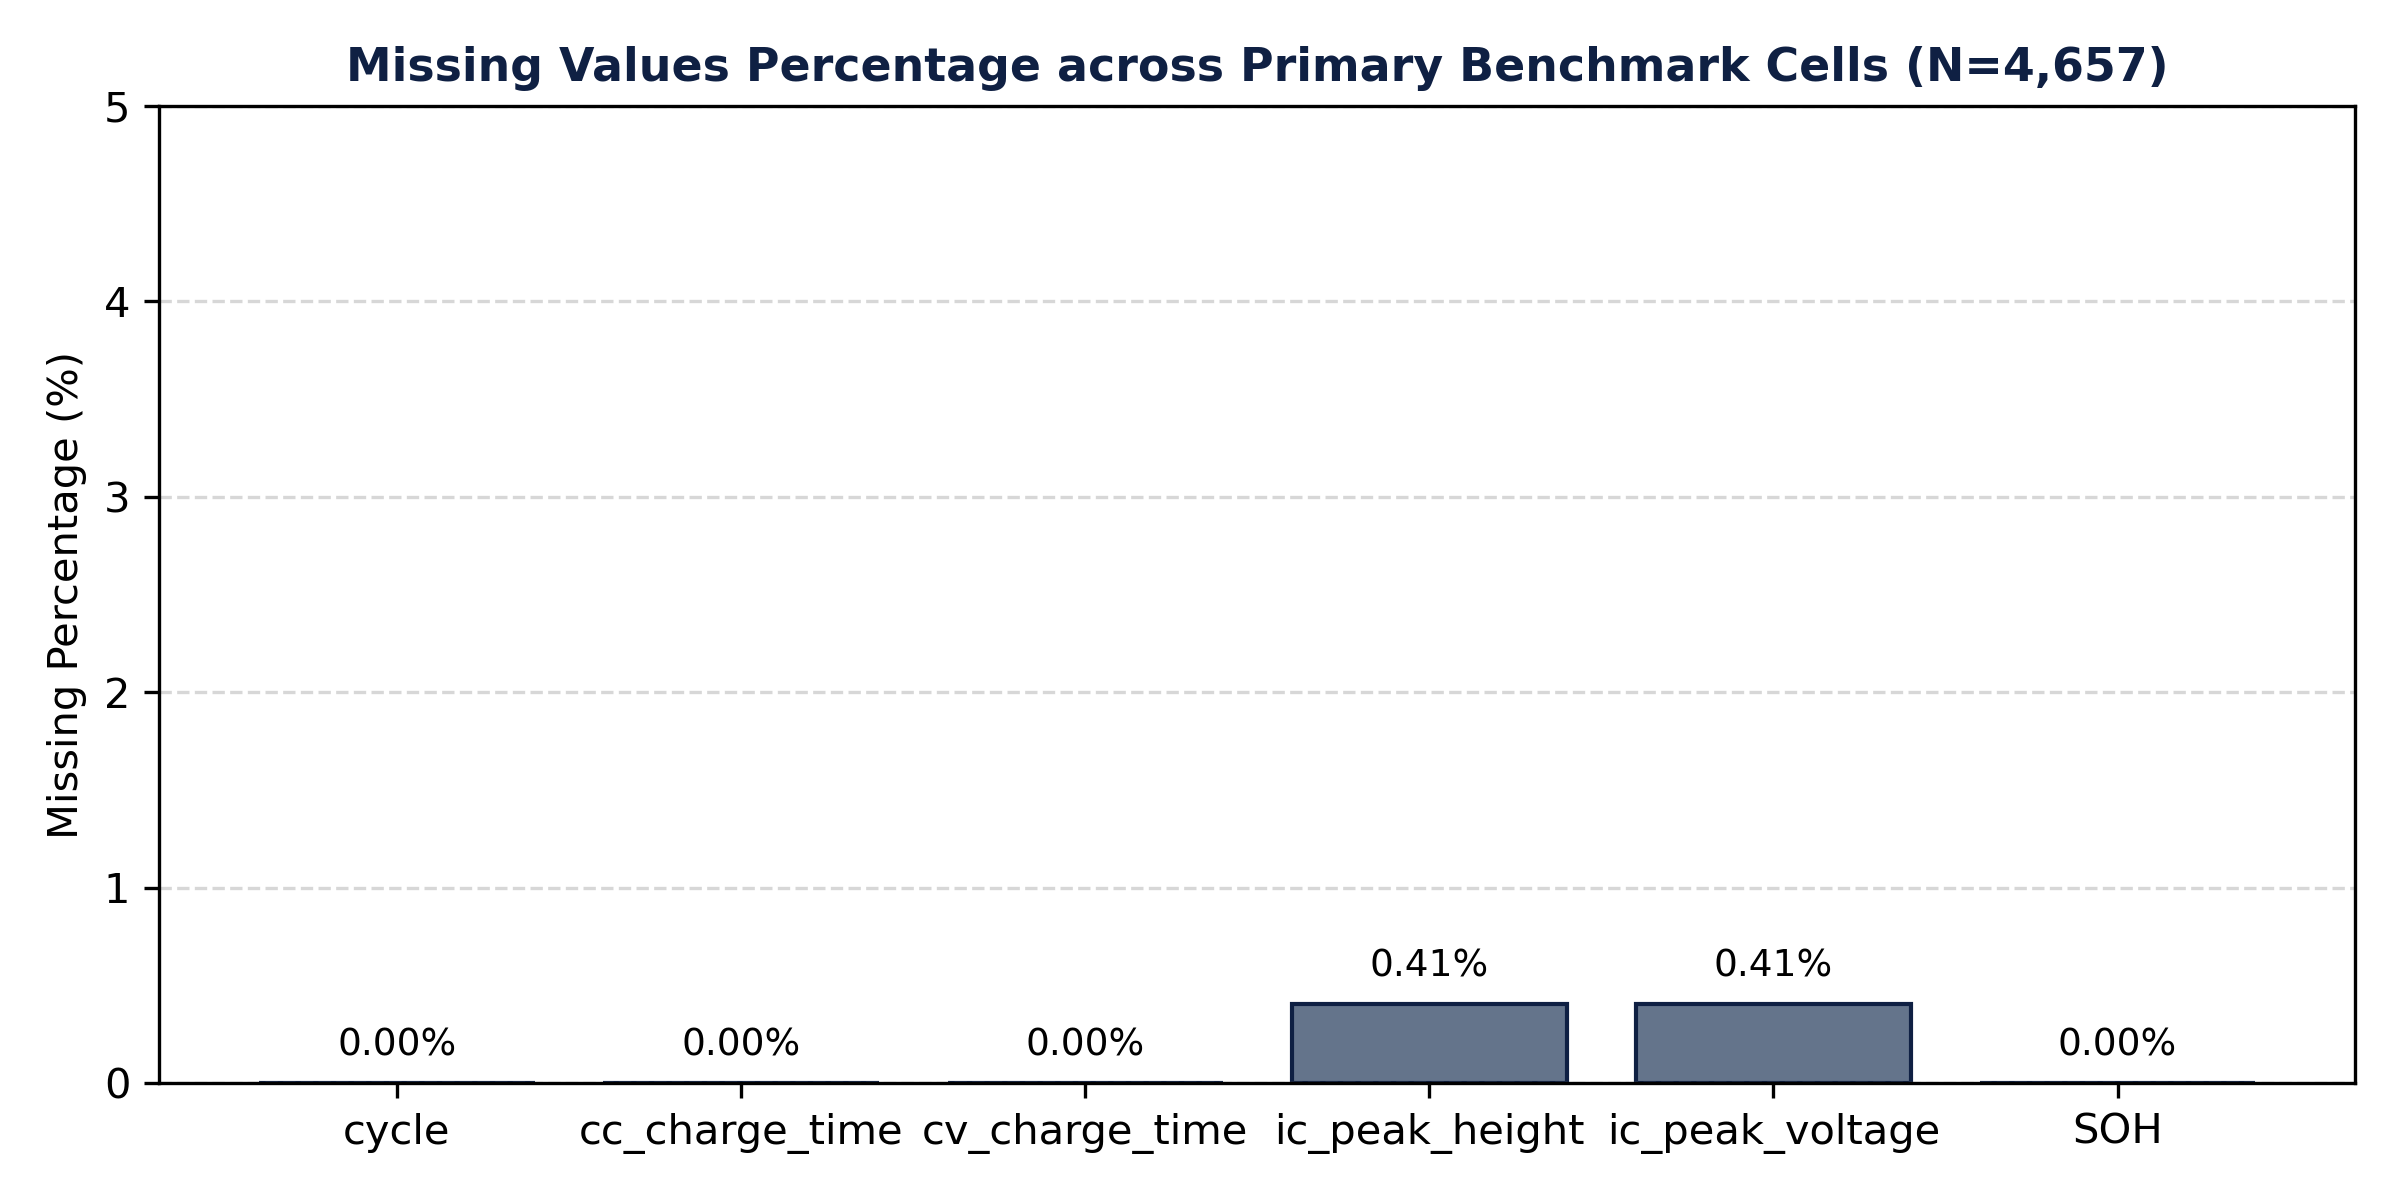 Missing Values Percentage across Primary Benchmark Cells (N=4,657)
Missing Percentage (%)
5
4
3
2
1
0
0.00%
0.00%
0.00%
0.41%
0.41%
0.00%
cycle
cc_charge_time
cv_charge_time
ic_peak_height
ic_peak_voltage
SOH